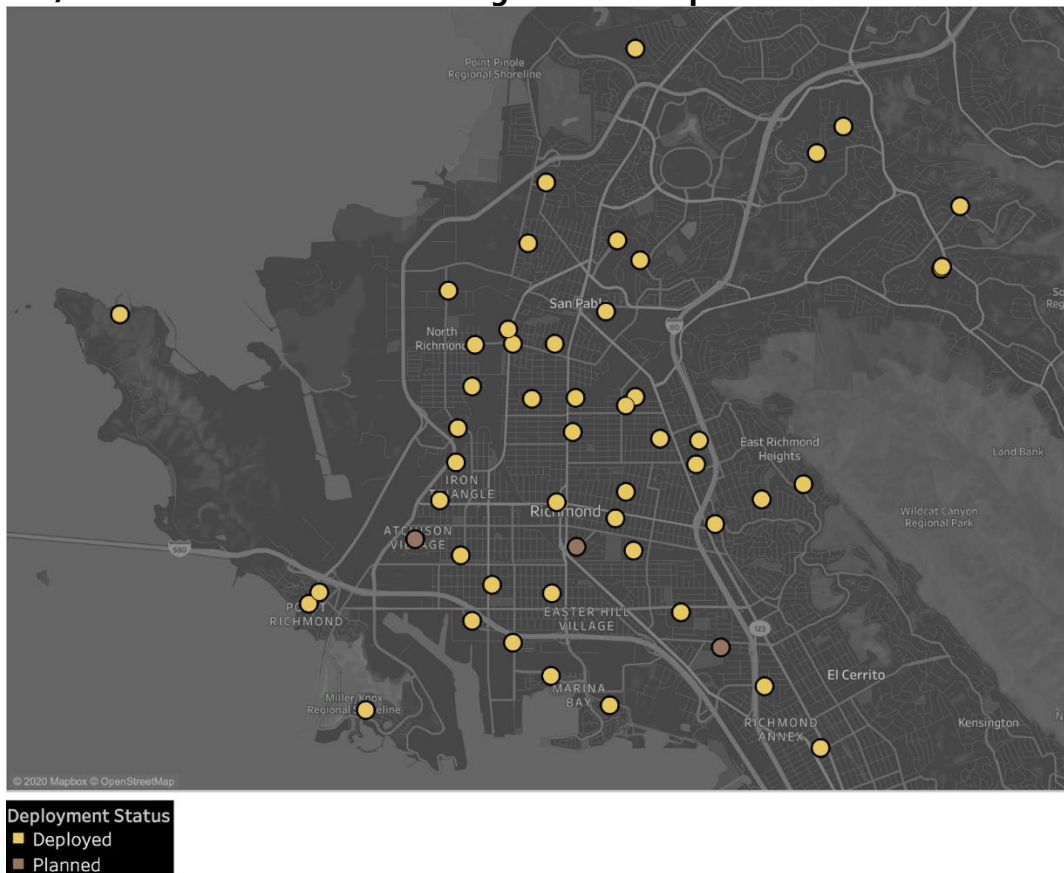 Point Pinole
Regional Shoreline
San Pabl
North
Richmond
80
East Richmond
Heights
Land Bank
IRON
TRIANGLE
Richmond
Wildcat Canyon
Regional Park
ATCHISON
VILLAGE
580
POINT
RICHMOND
EASTER HILL
VILLAGE
123
El Cerrito
MARINA
BAY
Miller/Knox
Regional Shoreline
RICHMOND
ANNEX
Kensington
© 2020 Mapbox © OpenStreetMap
Deployment Status
Deployed
Planned